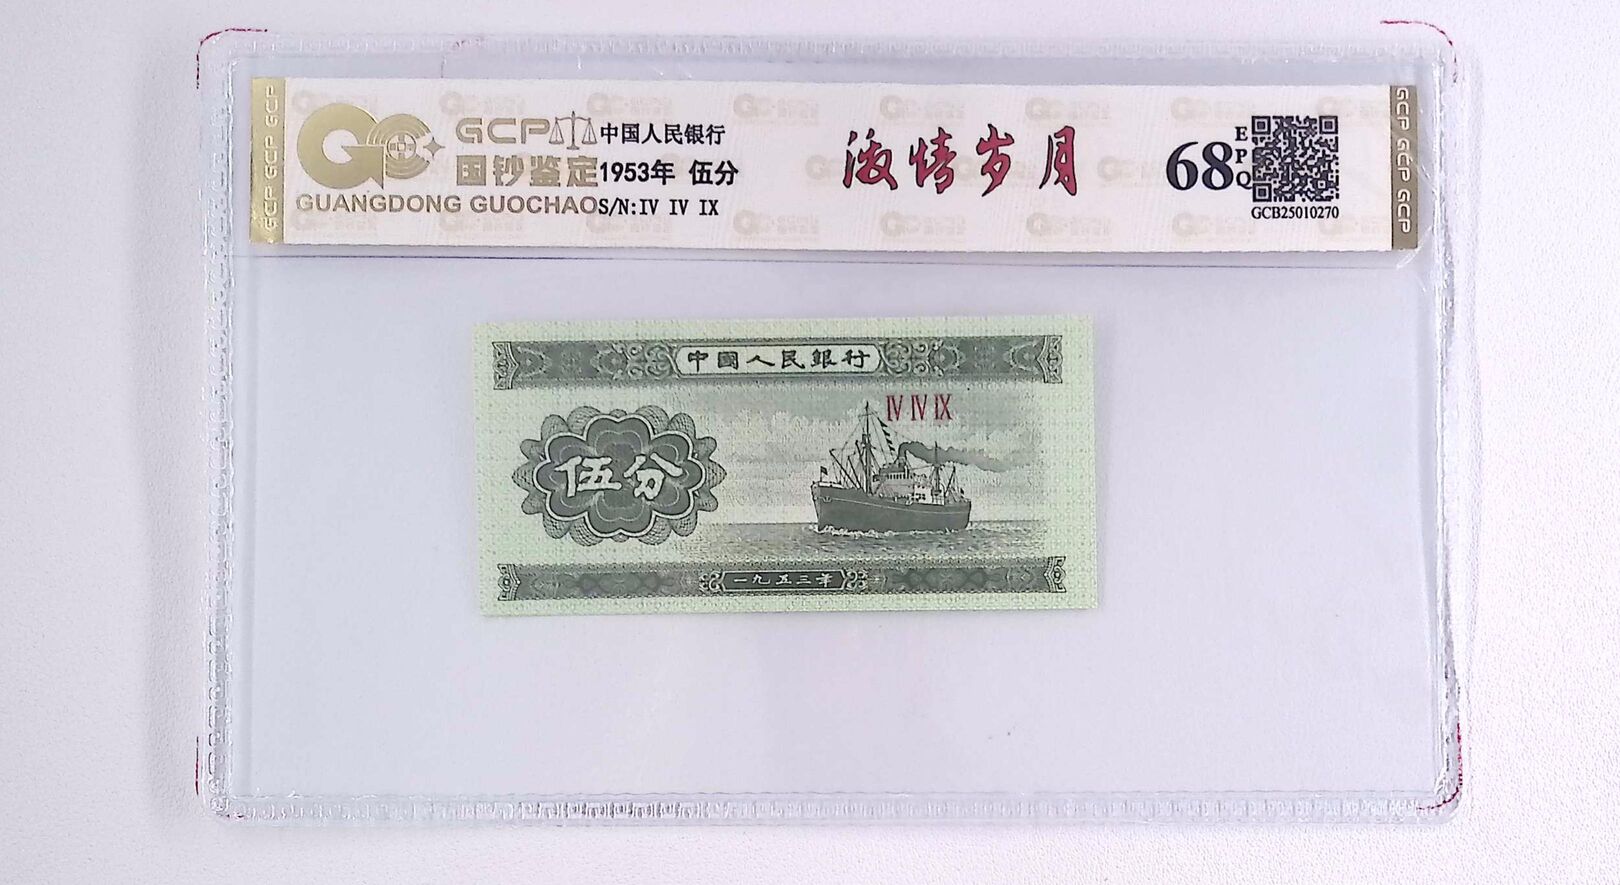 GCP GCP GCP
GCP
国钞鉴定
GUANGDONG GUOCHAO
中国人民银行
1953年 伍分
S/N:IV IV IX
激情岁月
68
EPQ
GCB25010270
GCP GCP GCP
中國人民銀行
IV IV IX
伍分
一九五三年